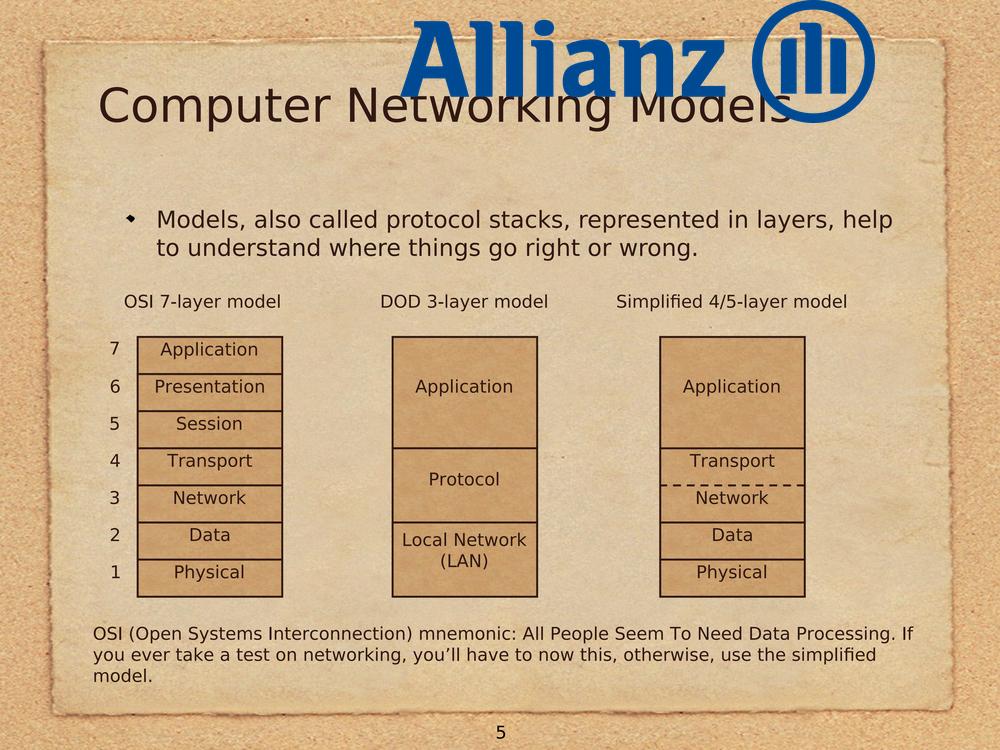 Allianz
Computer Networking Models
Models, also called protocol stacks, represented in layers, help
to understand where things go right or wrong.
OSI 7-layer model
DOD 3-layer model
Simplified 4/5-layer model
7 Application
6 Presentation
5 Session
4 Transport
3 Network
2 Data
1 Physical
Application
Protocol
Local Network
(LAN)
Application
Transport
Network
Data
Physical
OSI (Open Systems Interconnection) mnemonic: All People Seem To Need Data Processing. If
you ever take a test on networking, you’ll have to now this, otherwise, use the simplified
model.
5